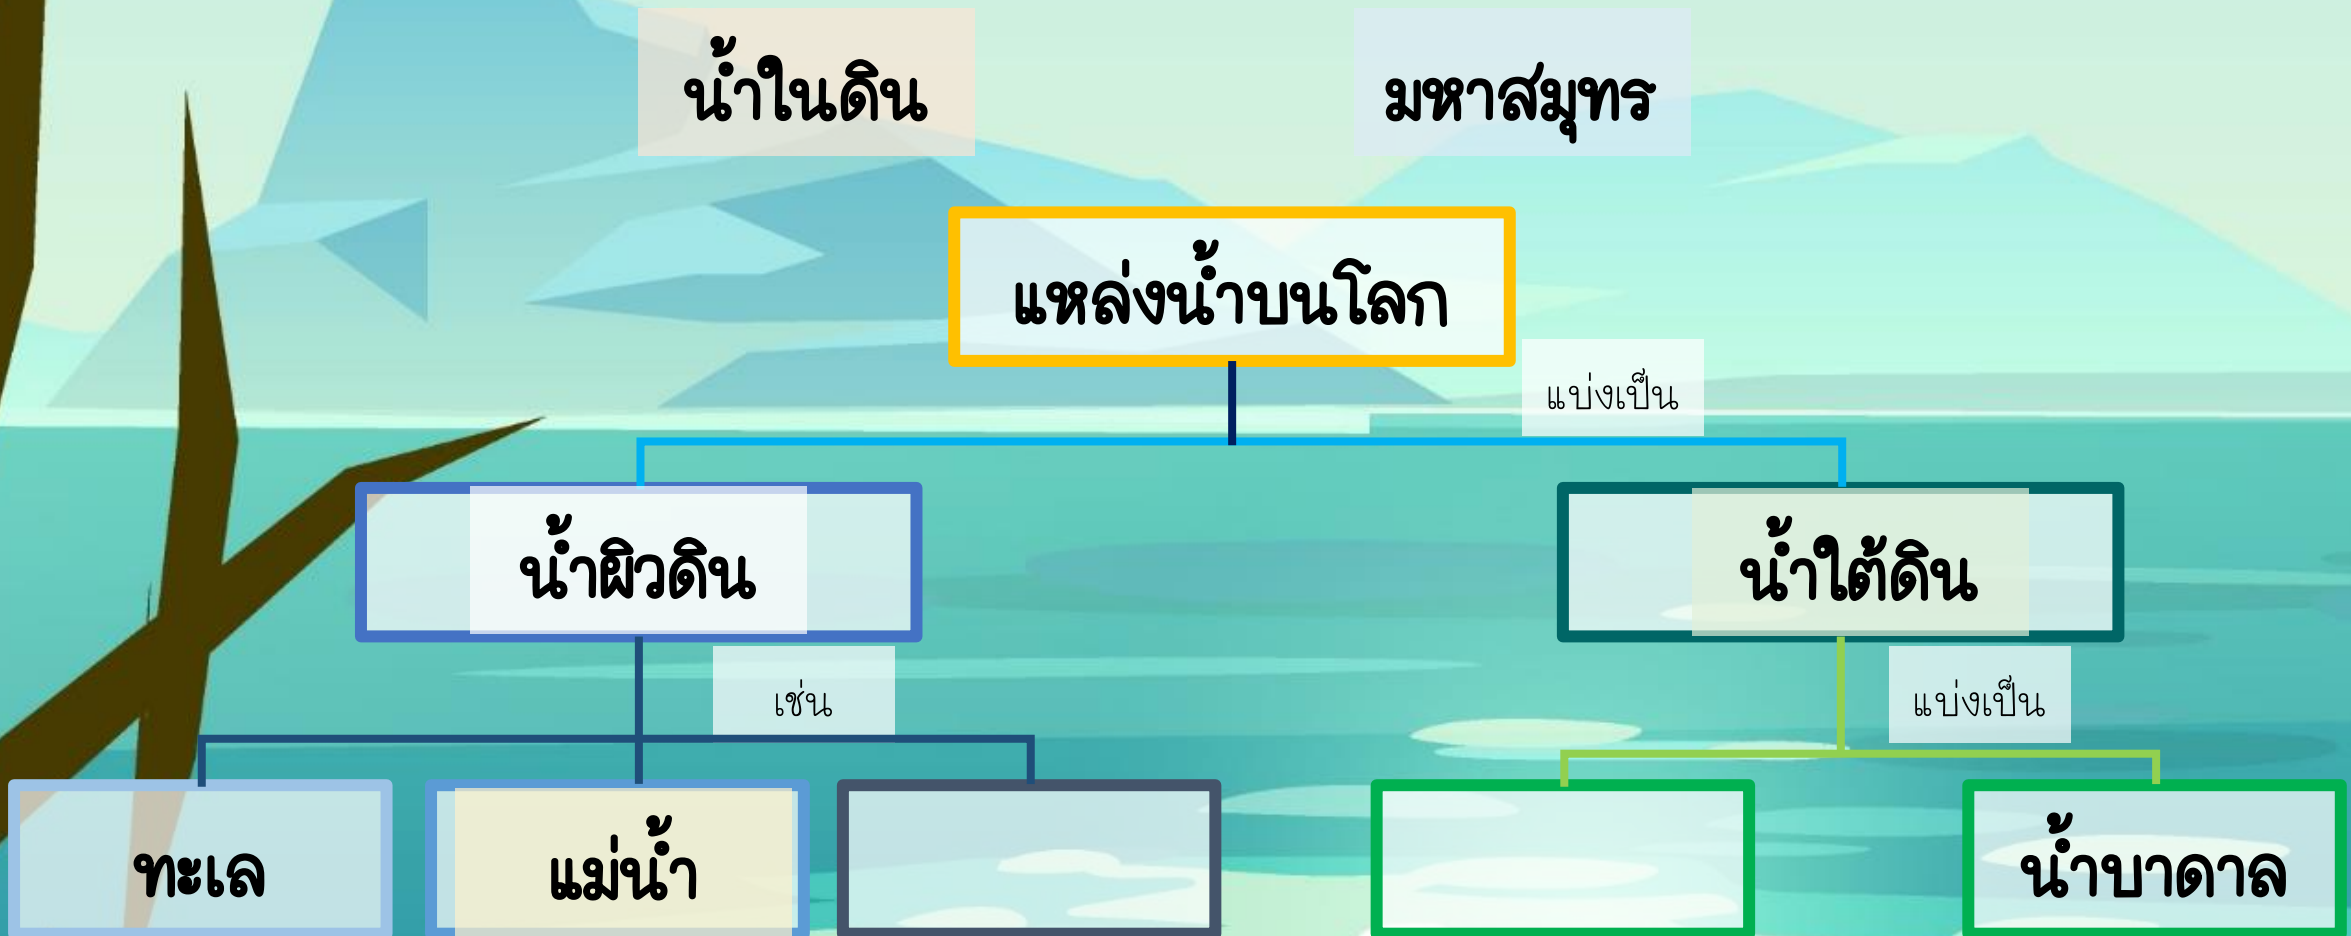 น้ำในดิน
มหาสมุทร
แหล่งน้ำบนโลก
แบ่งเป็น
น้ำผิวดิน
น้ำใต้ดิน
เช่น
แบ่งเป็น
ทะเล
แม่น้ำ
น้ำบาดาล